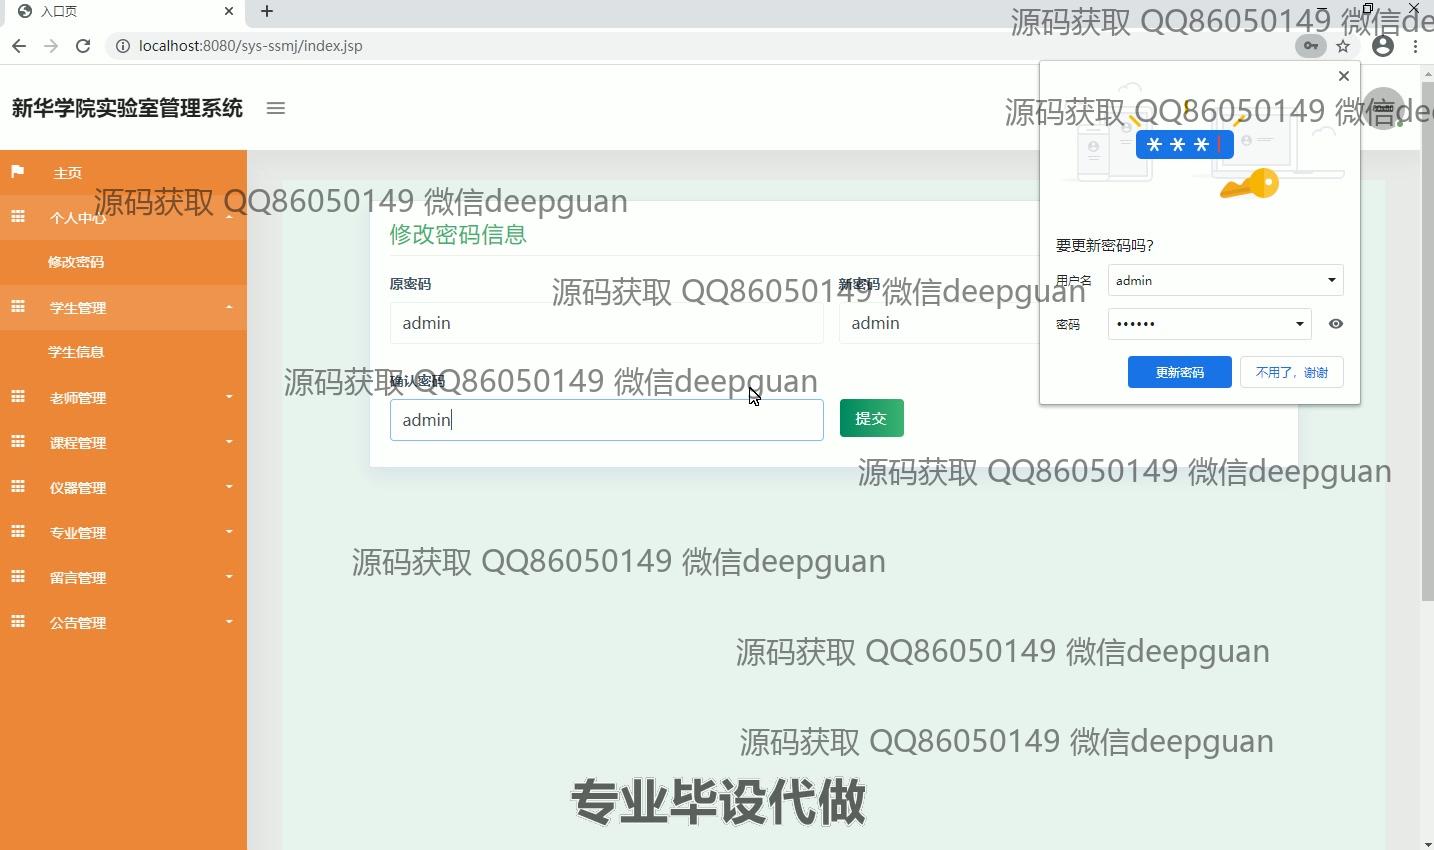 入口页
localhost:8080/sys-ssmj/index.jsp
源码获取 QQ86050149 微信de
新华学院实验室管理系统
源码获取 QQ86050149 微信de
主页
个人中心
修改密码
学生管理
学生信息
老师管理
课程管理
仪器管理
专业管理
留言管理
公告管理
源码获取 QQ86050149 微信deepguan
修改密码信息
原密码
新密码
源码获取 QQ86050149 微信deepguan
admin
admin
确认密码
源码获取 QQ86050149 微信deepguan
admin
提交
***
要更新密码吗?
用户名
admin
密码
••••••
更新密码
不用了，谢谢
源码获取 QQ86050149 微信deepguan
源码获取 QQ86050149 微信deepguan
源码获取 QQ86050149 微信deepguan
源码获取 QQ86050149 微信deepguan
专业毕设代做